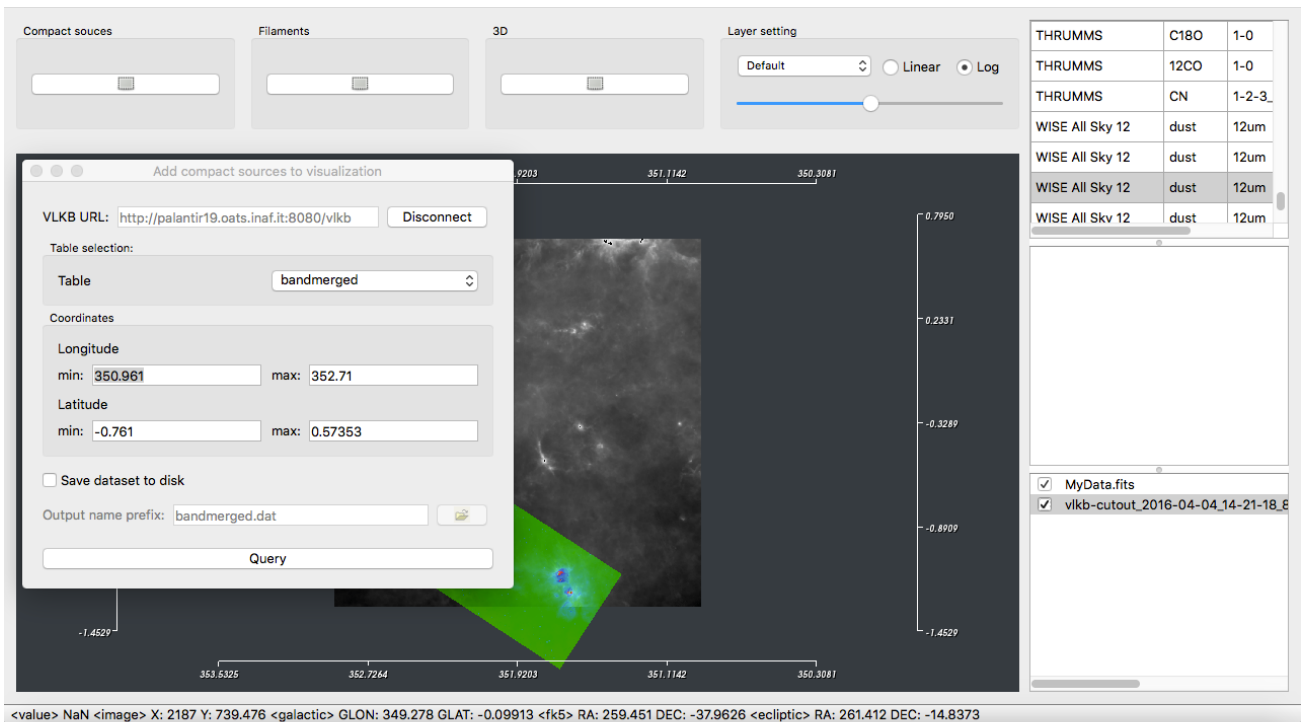 Compact souces
Filaments
3D
Layer setting
Default
Linear
Log
THRUMMS C18O 1-0
THRUMMS 12CO 1-0
THRUMMS CN 1-2-3_
WISE All Sky 12 dust 12um
WISE All Sky 12 dust 12um
WISE All Sky 12 dust 12um
WISE All Sky 12 dust 12um
Add compact sources to visualization
VLKB URL: http://palantir19.oats.inaf.it:8080/vlkb Disconnect
Table selection:
Table bandmerged
Coordinates
Longitude
min: 350.961 max: 352.71
Latitude
min: -0.761 max: 0.57353
Save dataset to disk
Output name prefix: bandmerged.dat
Query
.9203 351.1142 350.3081
0.7950
0.2331
-0.3289
-0.8909
-1.4529
-1.4529
353.5325 352.7264 351.9203 351.1142 350.3081
MyData.fits
vlkb-cutout_2016-04-04_14-21-18_8
<value> NaN <image> X: 2187 Y: 739.476 <galactic> GLON: 349.278 GLAT: -0.09913 <fk5> RA: 259.451 DEC: -37.9626 <ecliptic> RA: 261.412 DEC: -14.8373